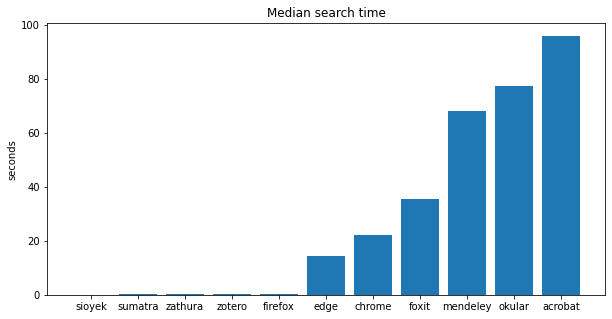 Median search time
100
80
60
40
20
0
seconds
sioyek sumatra zathura zotero firefox edge chrome foxit mendeley okular acrobat